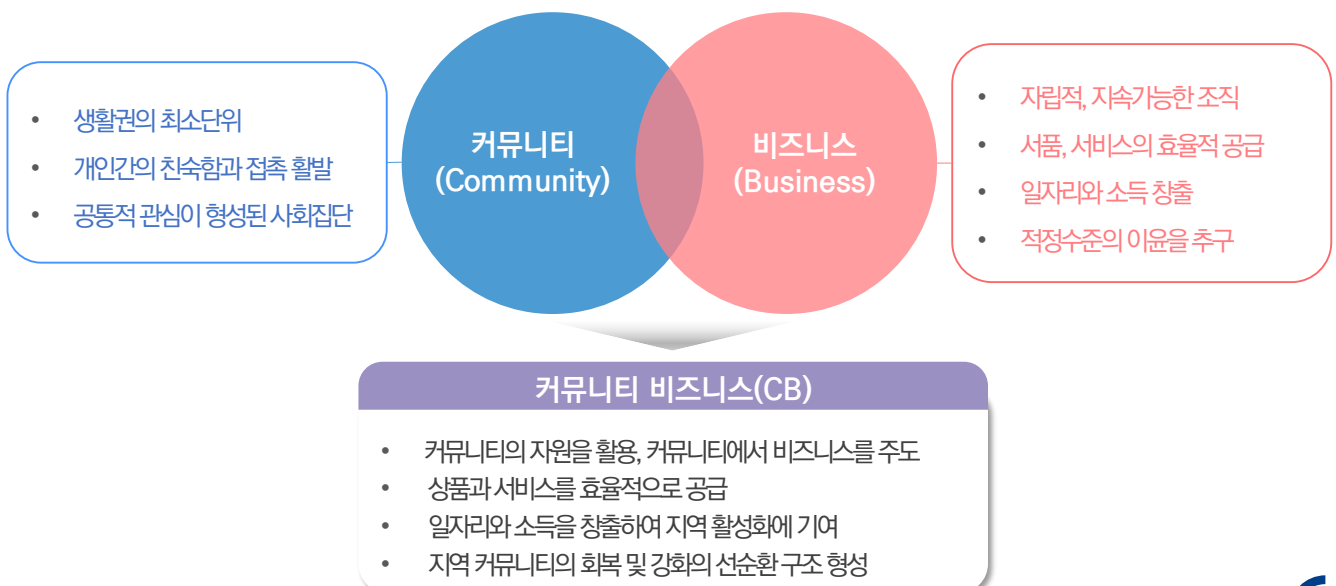 • 생활권의 최소단위
• 개인간의 친숙함과 접촉 활발
• 공통적 관심이 형성된 사회집단
커뮤니티
(Community)
비즈니스
(Business)
• 자립적, 지속가능한 조직
• 서품, 서비스의 효율적 공급
• 일자리와 소득 창출
• 적정수준의 이윤을 추구
커뮤니티 비즈니스(CB)
• 커뮤니티의 자원을 활용, 커뮤니티에서 비즈니스를 주도
• 상품과 서비스를 효율적으로 공급
• 일자리와 소득을 창출하여 지역 활성화에 기여
• 지역 커뮤니티의 회복 및 강화의 선순환 구조 형성